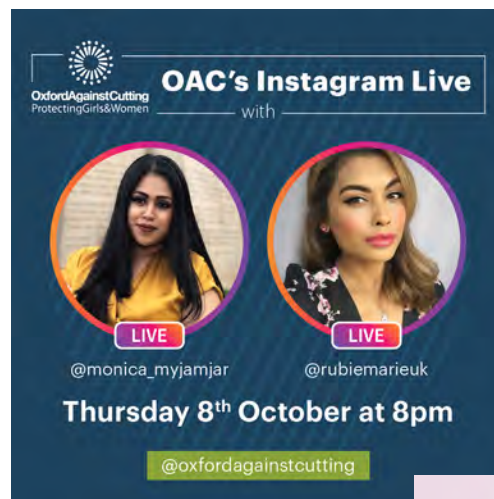 OAC's Instagram Live
OxfordAgainstCutting
ProtectingGirls&Women
with
LIVE
LIVE
@monica_myjamjar
@rubiemarieuk
Thursday 8th October at 8pm
@oxfordagainstcutting